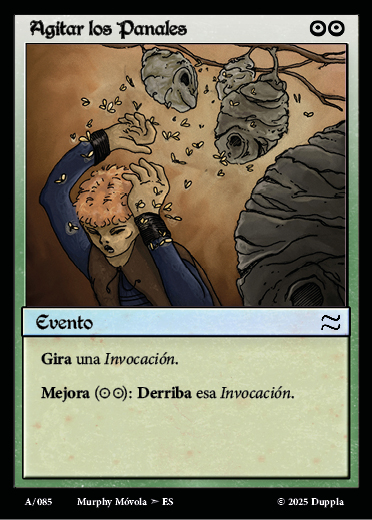 Agitar los Panales ⊙⊙
Evento
Gira una Invocación.
Mejora (⊙⊙): Derriba esa Invocación.
A/085 Murphy Móvola ➣ ES © 2025 Duppla